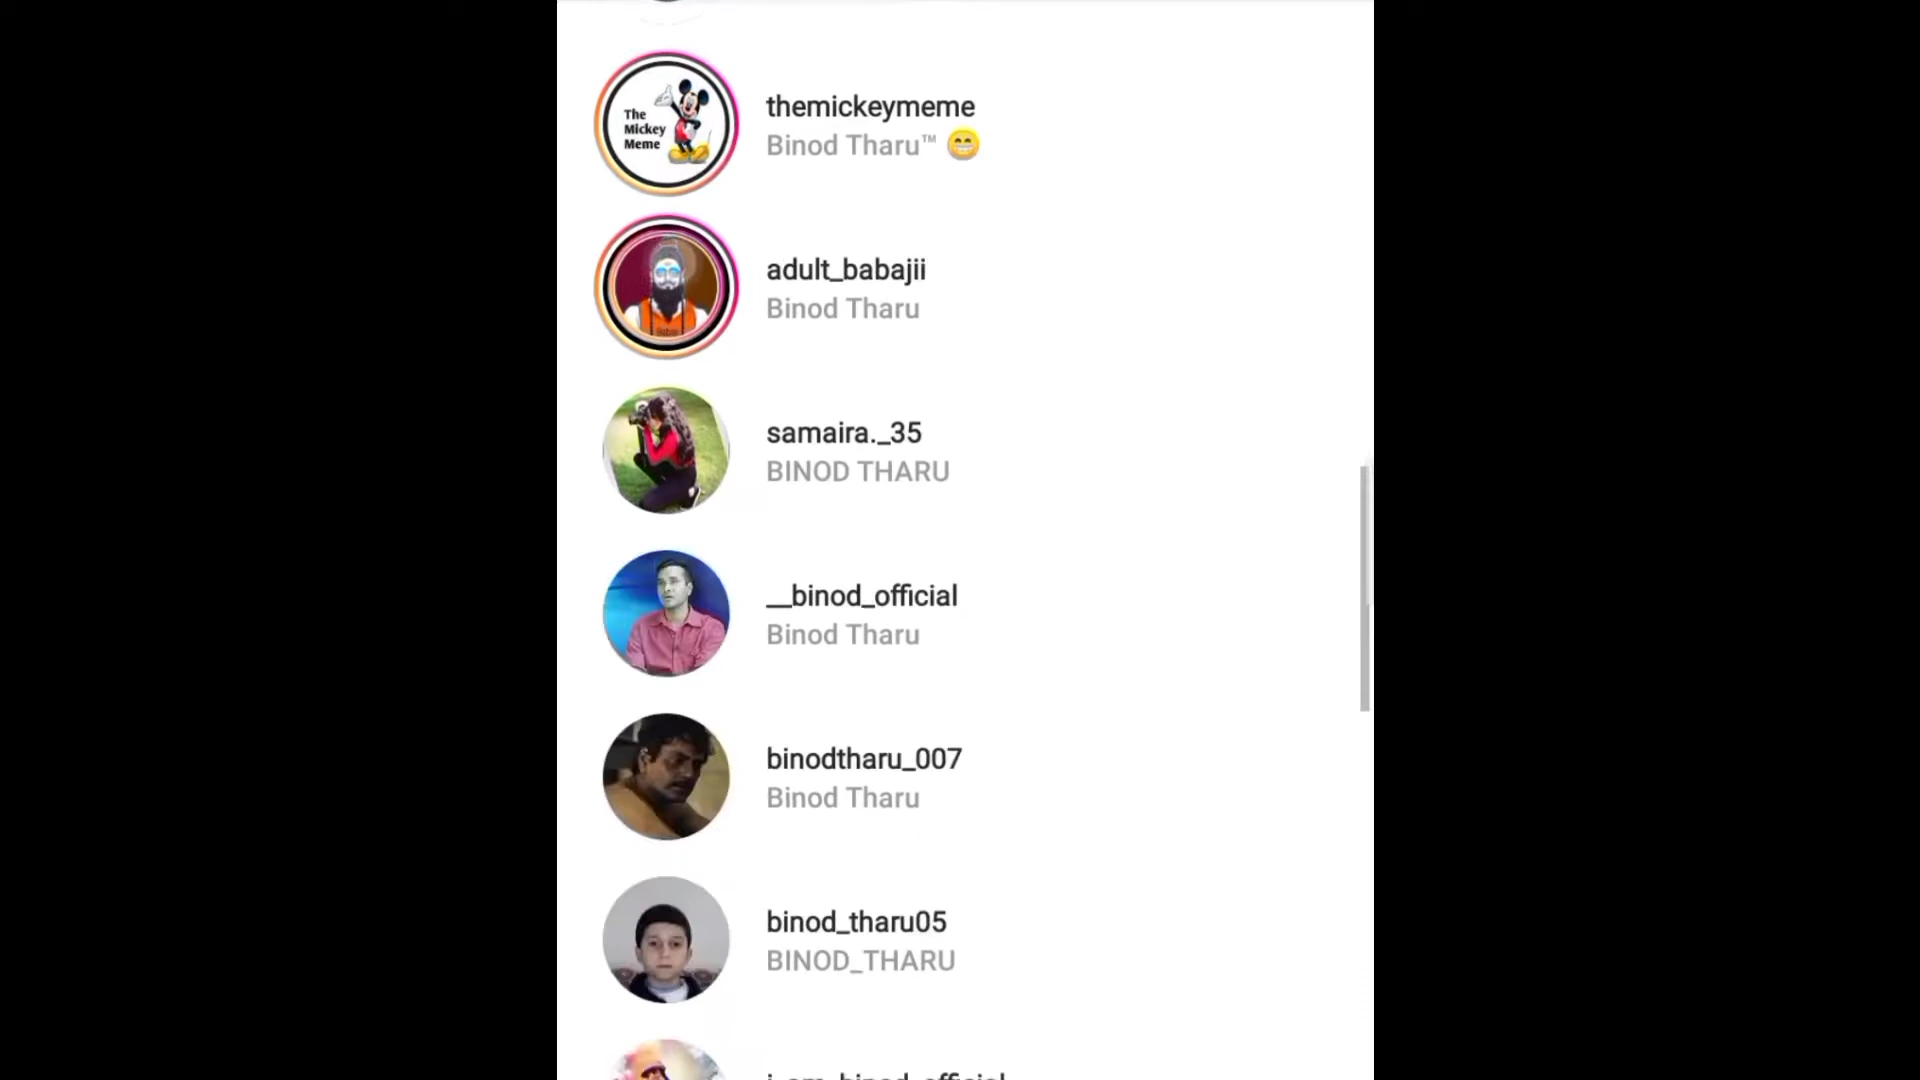 The
Mickey
Meme
themickeymeme
Binod Tharu™ 😁
adult_babajii
Binod Tharu
samaira._35
BINOD THARU
__binod_official
Binod Tharu
binodtharu_007
Binod Tharu
binod_tharu05
BINOD_THARU